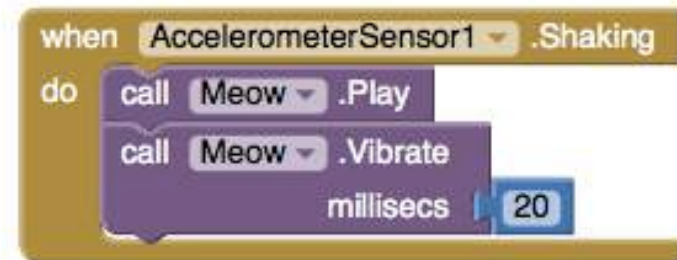 when AccelerometerSensor1 .Shaking
do call Meow .Play
call Meow .Vibrate
millisecs 20